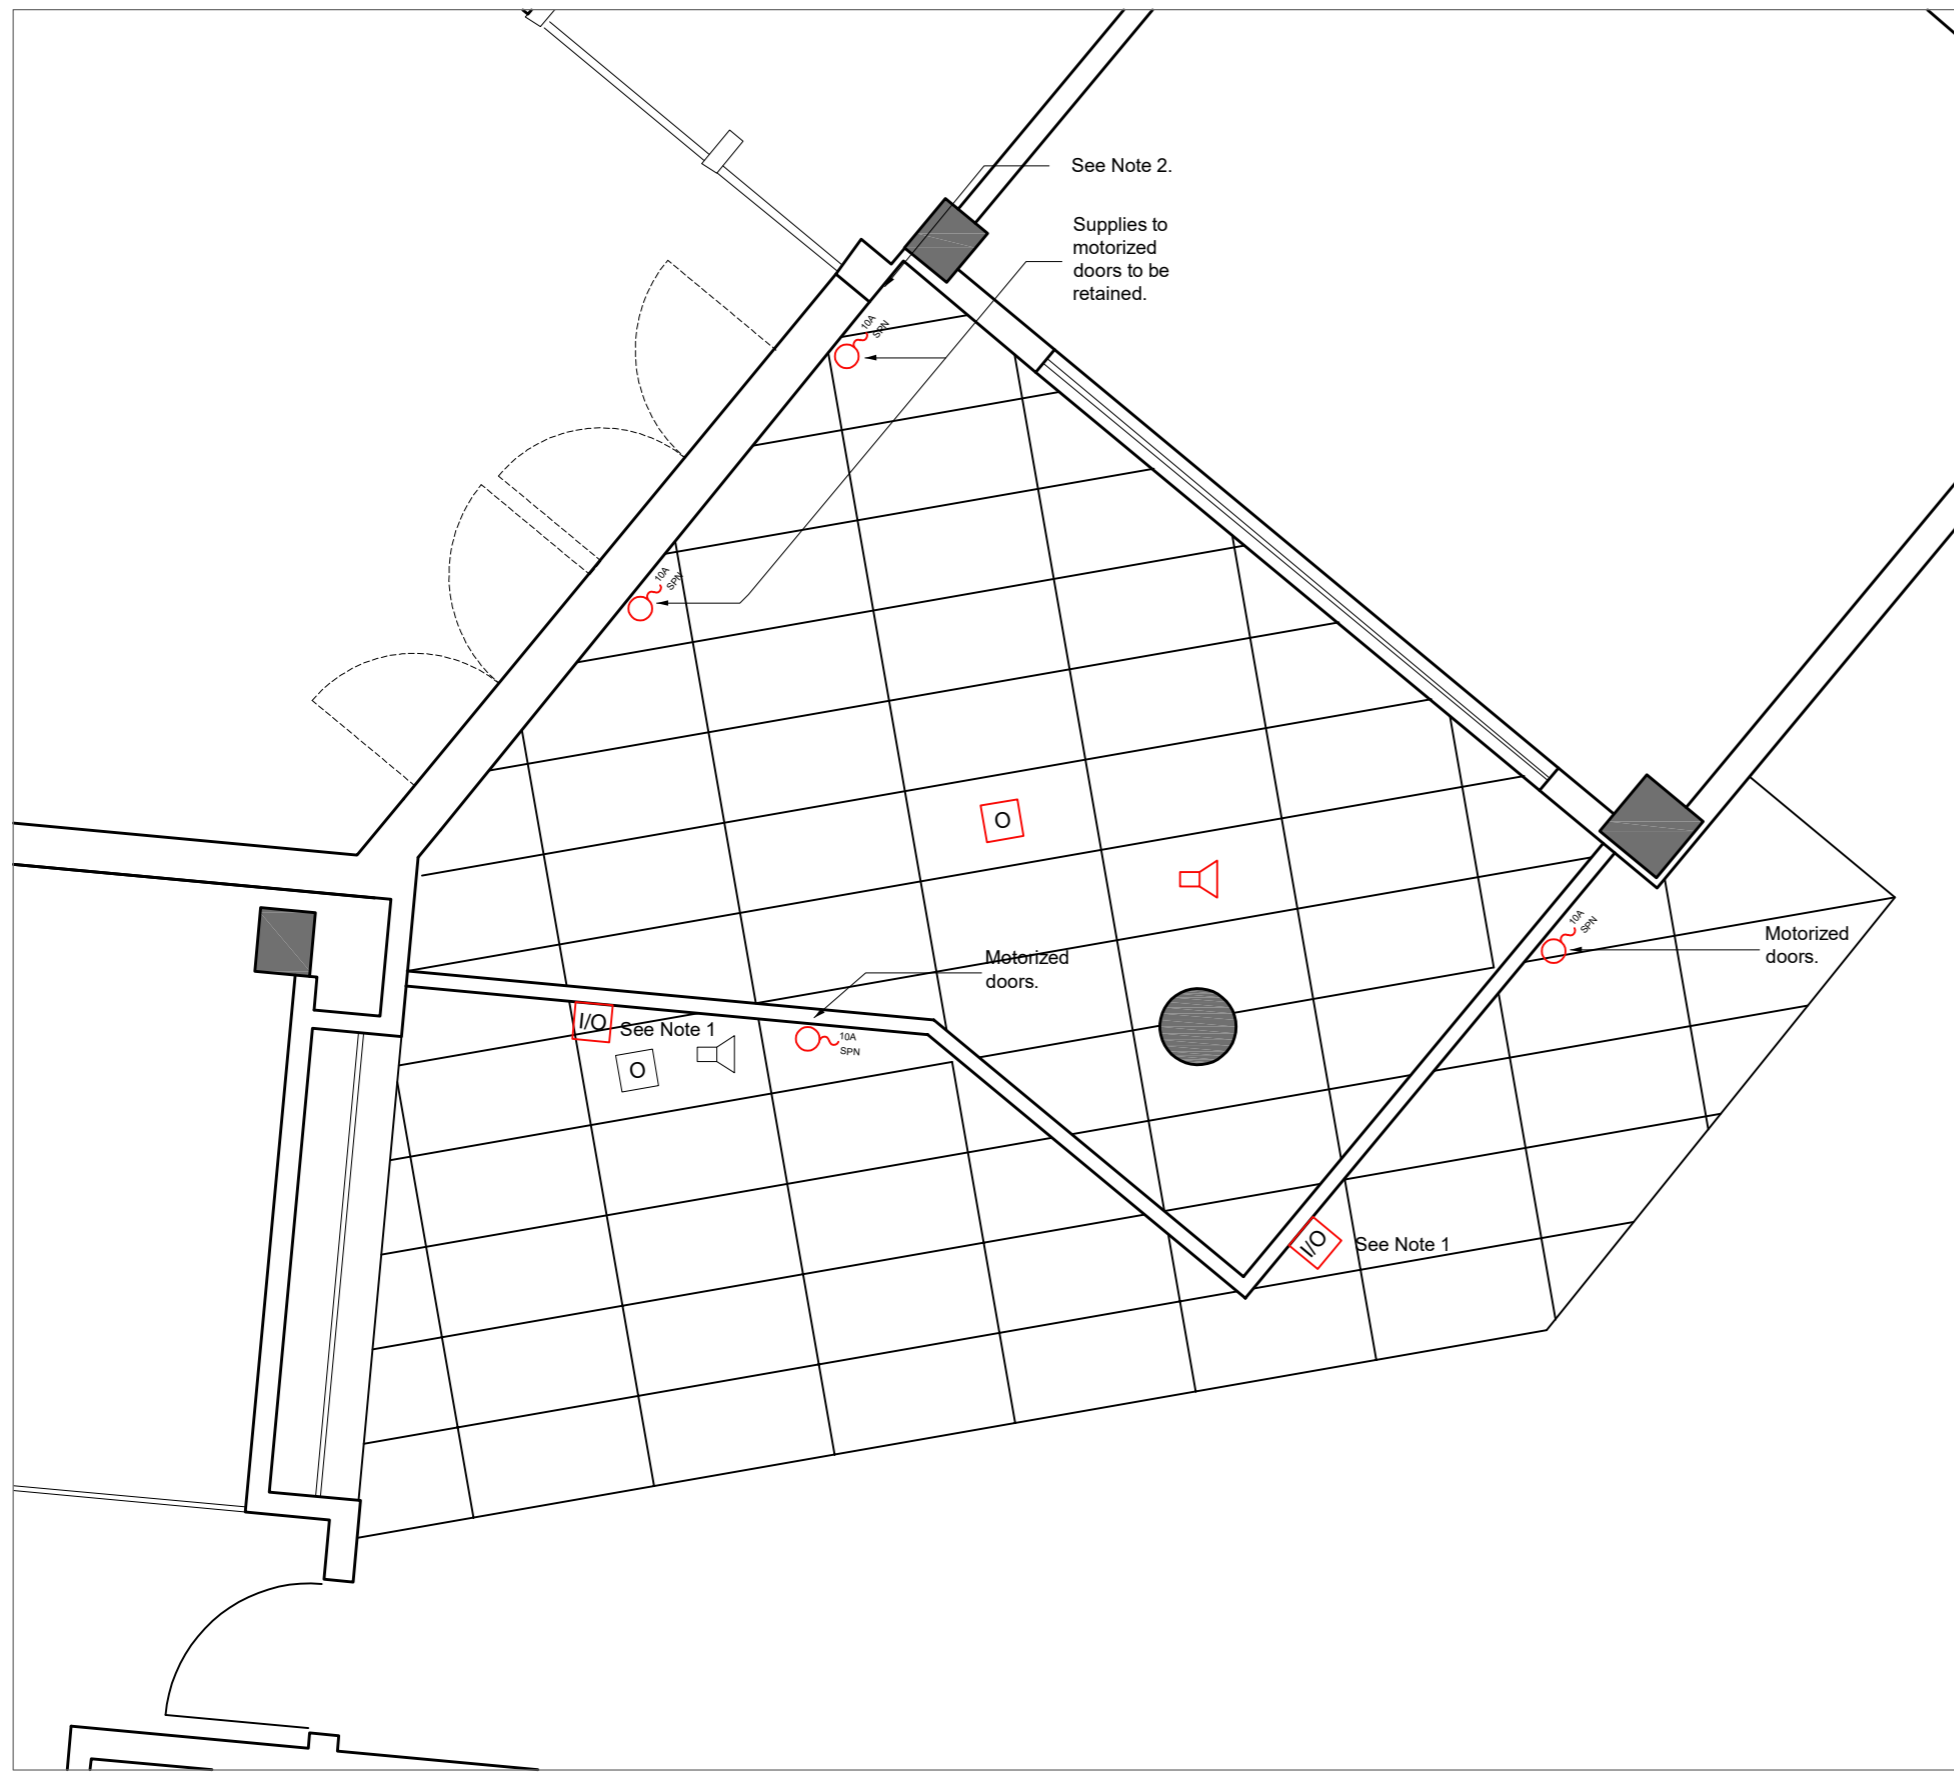 See Note 2.
Supplies to
motorized
doors to be
retained.
10A
SPN
10A
SPN
O
10A
SPN
Motorized
doors.
Motorized
doors.
I/O
See Note 1
10A
SPN
O
I/O
See Note 1